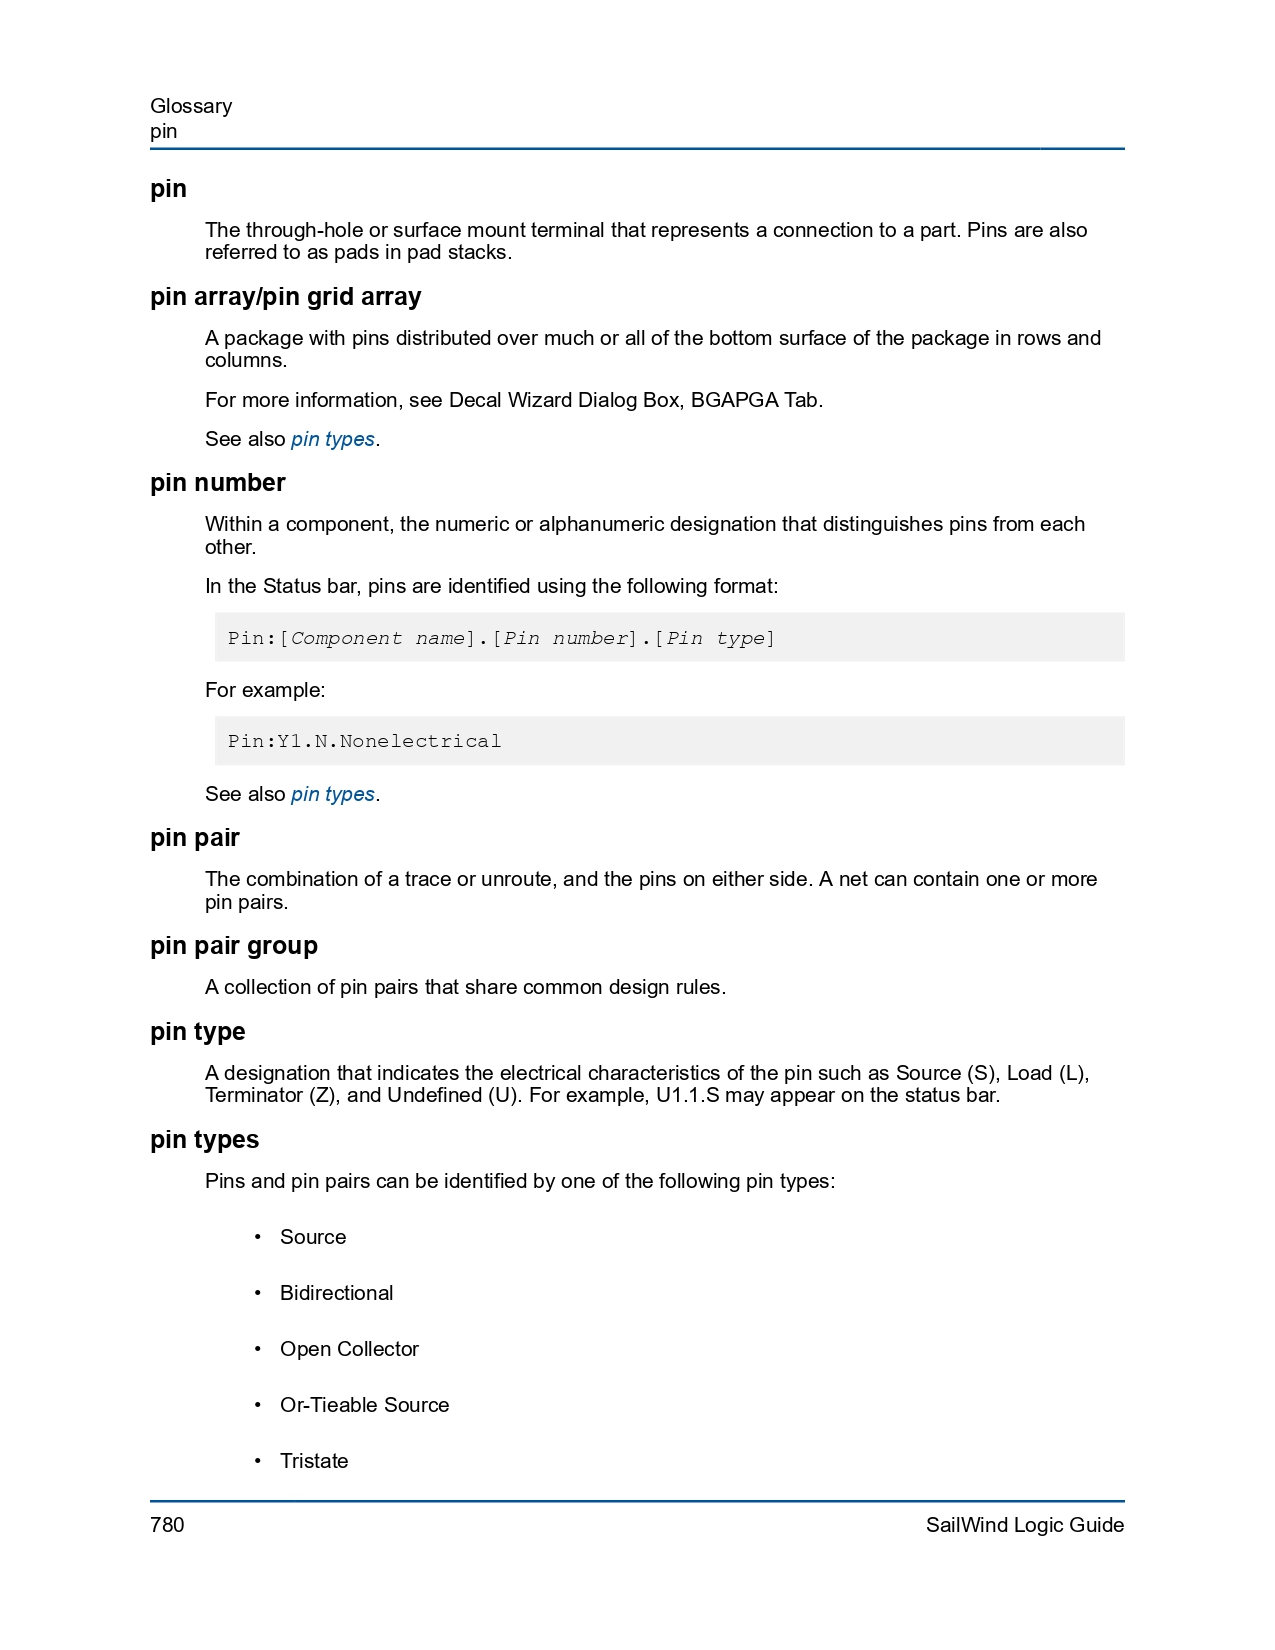 Glossary
pin
pin
The through-hole or surface mount terminal that represents a connection to a part. Pins are also
referred to as pads in pad stacks.
pin array/pin grid array
A package with pins distributed over much or all of the bottom surface of the package in rows and
columns.
For more information, see Decal Wizard Dialog Box, BGAPGA Tab.
See also pin types.
pin number
Within a component, the numeric or alphanumeric designation that distinguishes pins from each
other.
In the Status bar, pins are identified using the following format:
Pin:[Component name].[Pin number].[Pin type]
For example:
Pin:Y1.N.Nonelectrical
See also pin types.
pin pair
The combination of a trace or unroute, and the pins on either side. A net can contain one or more
pin pairs.
pin pair group
A collection of pin pairs that share common design rules.
pin type
A designation that indicates the electrical characteristics of the pin such as Source (S), Load (L),
Terminator (Z), and Undefined (U). For example, U1.1.S may appear on the status bar.
pin types
Pins and pin pairs can be identified by one of the following pin types:
• Source
• Bidirectional
• Open Collector
• Or-Tieable Source
• Tristate
780 SailWind Logic Guide